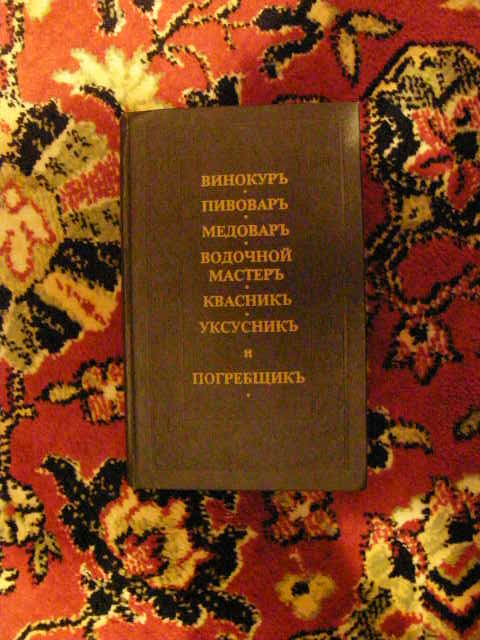 ВИНОКУРЪ
ПИВОВАРЪ
МЕДОВАРЪ
ВОДОЧНОЙ
МАСТЕРЪ
КВАСНИКЪ
УКСУСНИКЪ
и
ПОГРЕБЩИКЪ